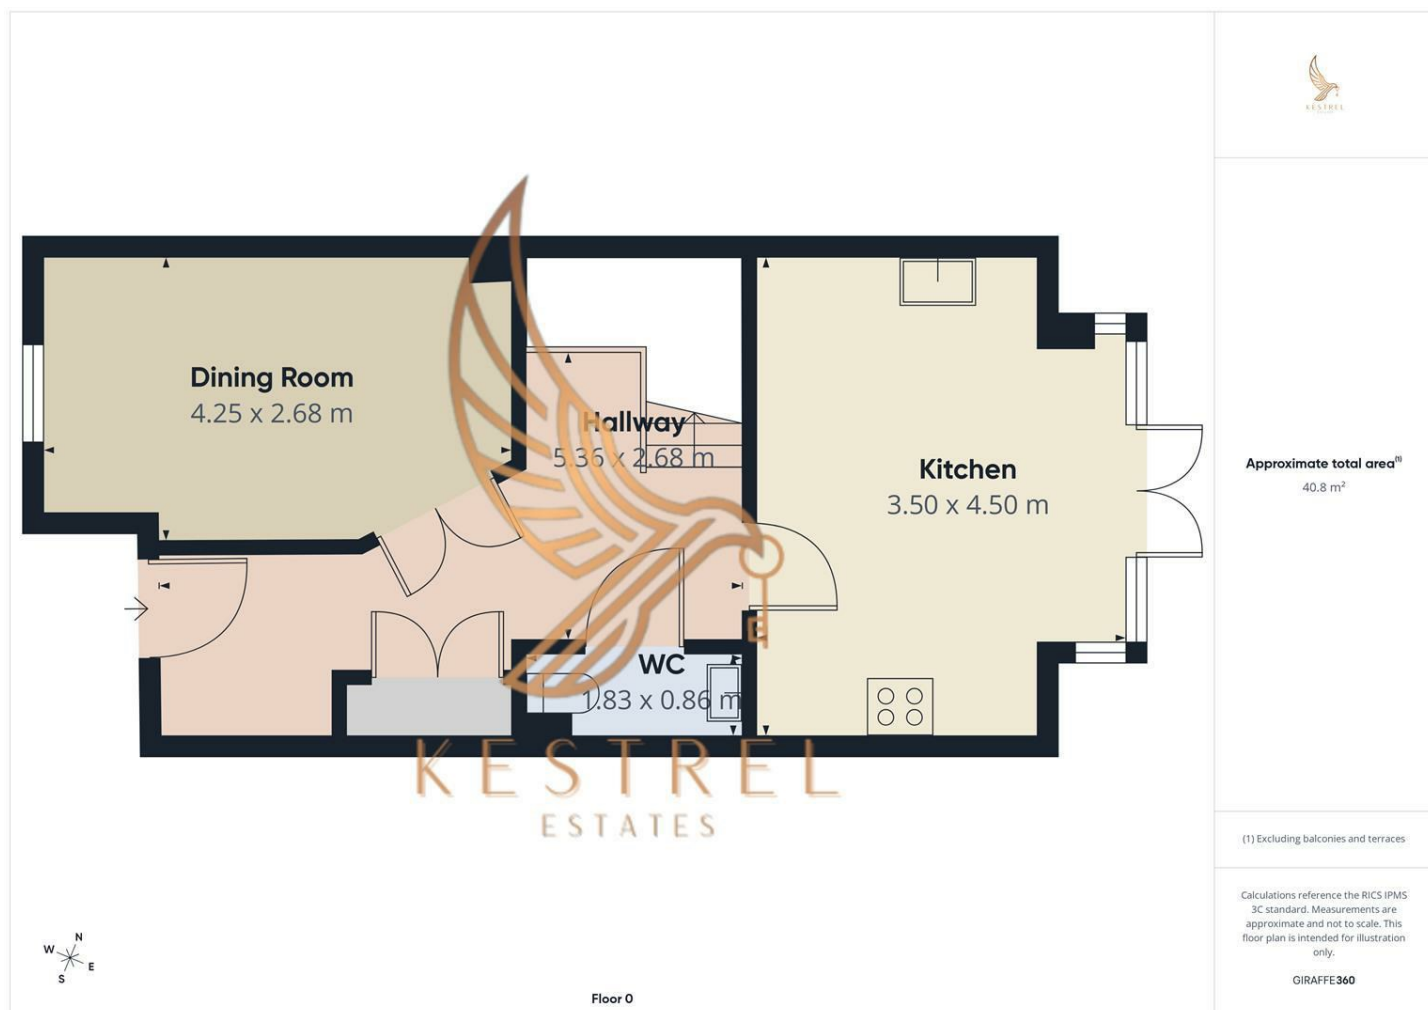 KESTREL
Dining Room
4.25 x 2.68 m
Hallway
5.36 x 2.68 m
Kitchen
3.50 x 4.50 m
WC
1.83 x 0.86 m
E
KESTREL
ESTATES
N
W
E
S
Floor 0
Approximate total area(1)
40.8 m²
(1) Excluding balconies and terraces
Calculations reference the RICS IPMS
3C standard. Measurements are
approximate and not to scale. This
floor plan is intended for illustration
only.
GIRAFFE360